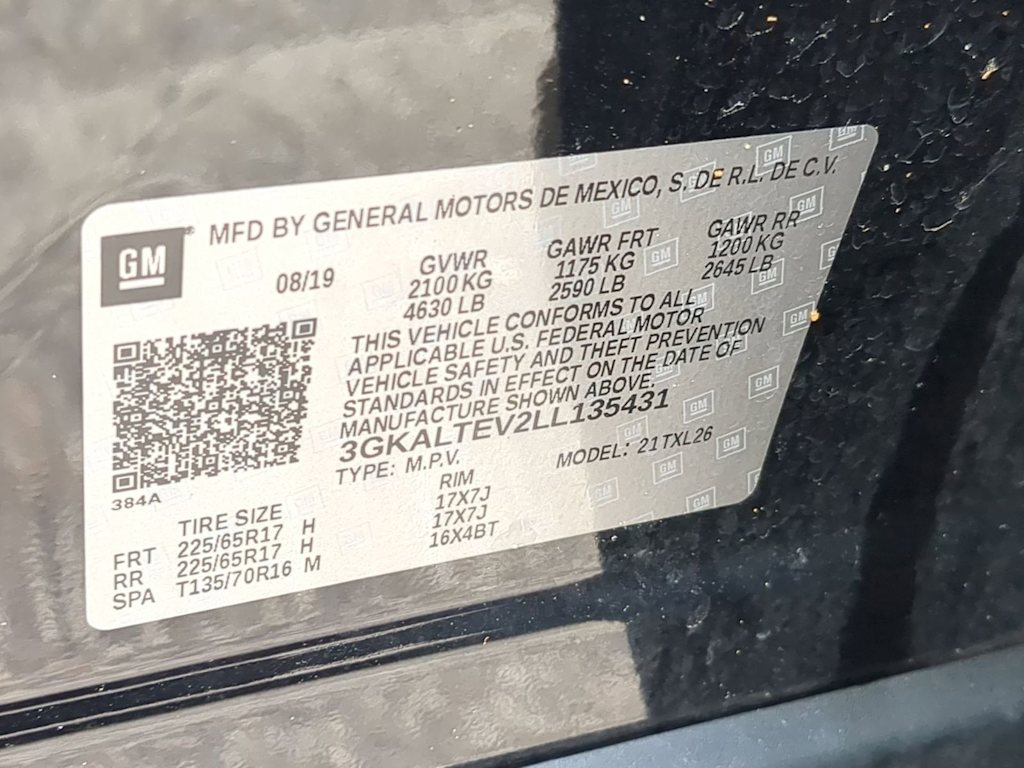 MFD BY GENERAL MOTORS DE MEXICO, S. DE R.L. DE C.V.
GM
08/19
GVWR GAWR FRT GAWR RR
2100 KG 1175 KG 1200 KG
4630 LB 2590 LB 2645 LB
THIS VEHICLE CONFORMS TO ALL
APPLICABLE U.S. FEDERAL MOTOR
VEHICLE SAFETY AND THEFT PREVENTION
STANDARDS IN EFFECT ON THE DATE OF
MANUFACTURE SHOWN ABOVE.
3GKALTEV2LL135431
TYPE: M.P.V. MODEL: 21TXL26
384A
TIRE SIZE RIM
FRT 225/65R17 H 17X7J
RR 225/65R17 H 17X7J
SPA T135/70R16 M 16X4BT